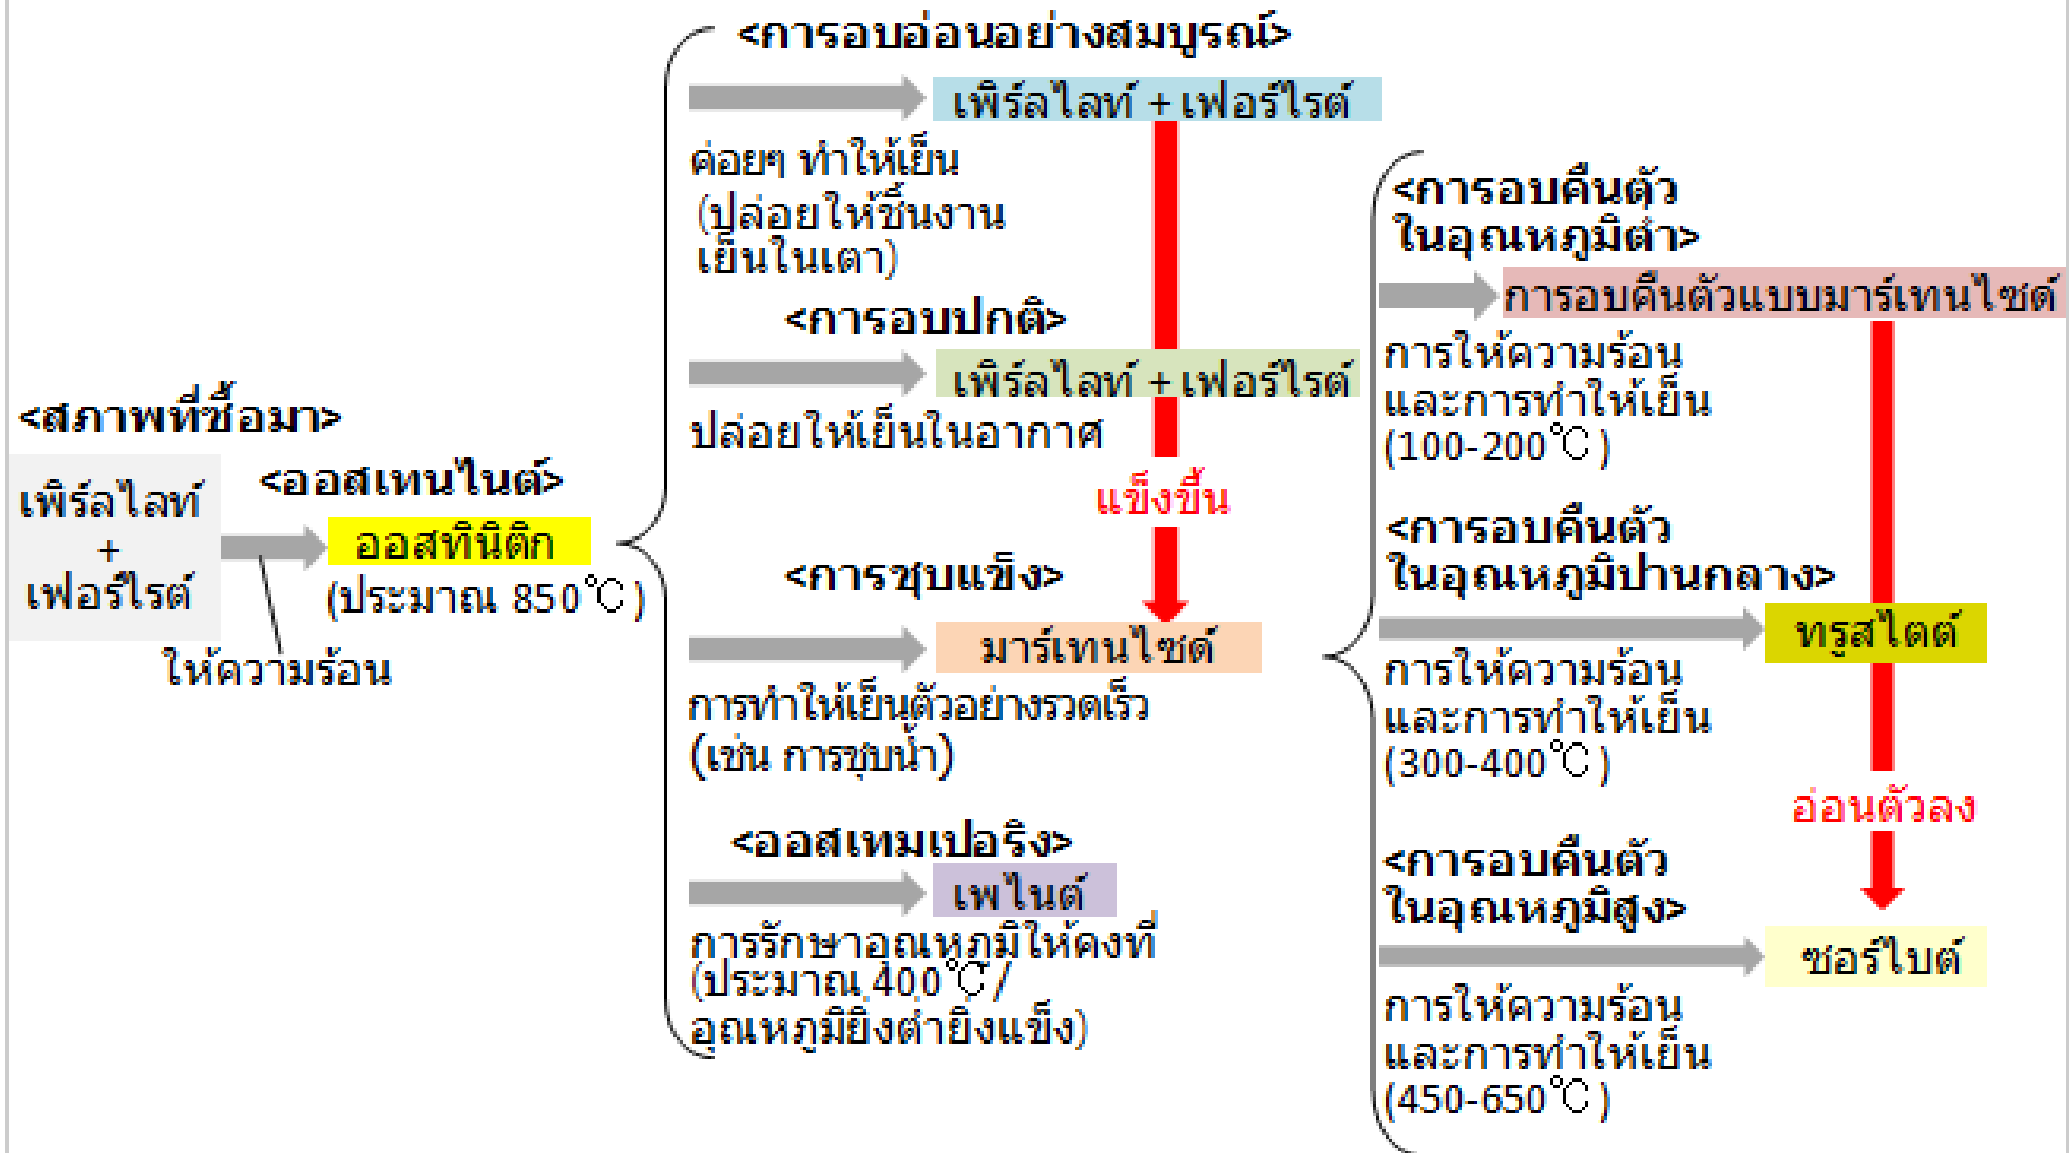 <สภาพที่ซื้อมา>
เพิร์ลไลท์
+
เฟอร์ไรต์
ให้ความร้อน
<ออสเทนไนต์>
ออสทินิติก
(ประมาณ 850℃)
<การอบอ่อนอย่างสมบูรณ์>
เพิร์ลไลท์ + เฟอร์ไรต์
ค่อยๆ ทำให้เย็น
(ปล่อยให้ชิ้นงาน
เย็นในเตา)
<การอบปกติ>
เพิร์ลไลท์ + เฟอร์ไรต์
ปล่อยให้เย็นในอากาศ
แข็งขึ้น
<การชุบแข็ง>
มาร์เทนไซด์
การทำให้เย็นตัวอย่างรวดเร็ว
(เช่น การชุบน้ำ)
<ออสเทมเปอริง>
เพไนต์
การรักษาอุณหภูมิให้คงที่
(ประมาณ 400℃/
อุณหภูมิยิ่งต่ำยิ่งแข็ง)
<การอบคืนตัว
ในอุณหภูมิต่ำ>
การอบคืนตัวแบบมาร์เทนไซด์
การให้ความร้อน
และการทำให้เย็น
(100-200℃)
<การอบคืนตัว
ในอุณหภูมิปานกลาง>
ทรูสไตต์
การให้ความร้อน
และการทำให้เย็น
(300-400℃)
อ่อนตัวลง
<การอบคืนตัว
ในอุณหภูมิสูง>
ซอร์ไบต์
การให้ความร้อน
และการทำให้เย็น
(450-650℃)